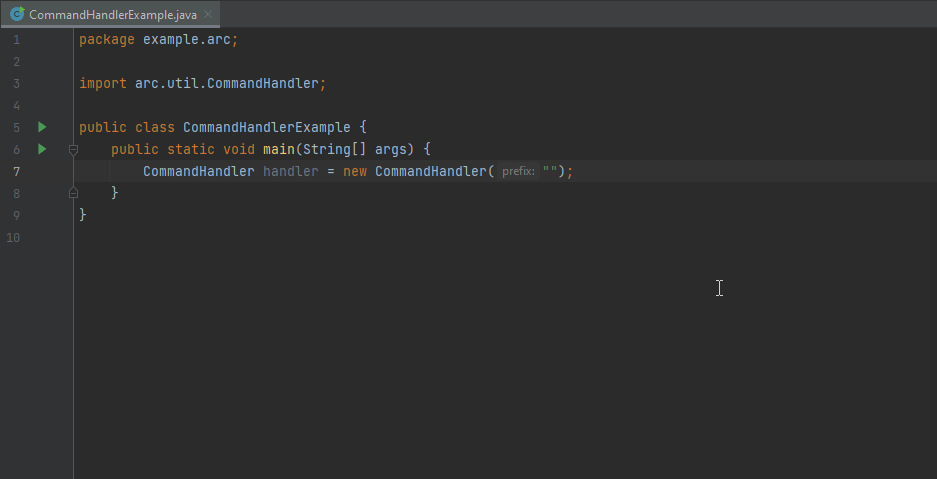 CommandHandlerExample.java
1 package example.arc;
2
3 import arc.util.CommandHandler;
4
5 public class CommandHandlerExample {
6 public static void main(String[] args) {
7 CommandHandler handler = new CommandHandler( prefix: "");
8 }
9 }
10